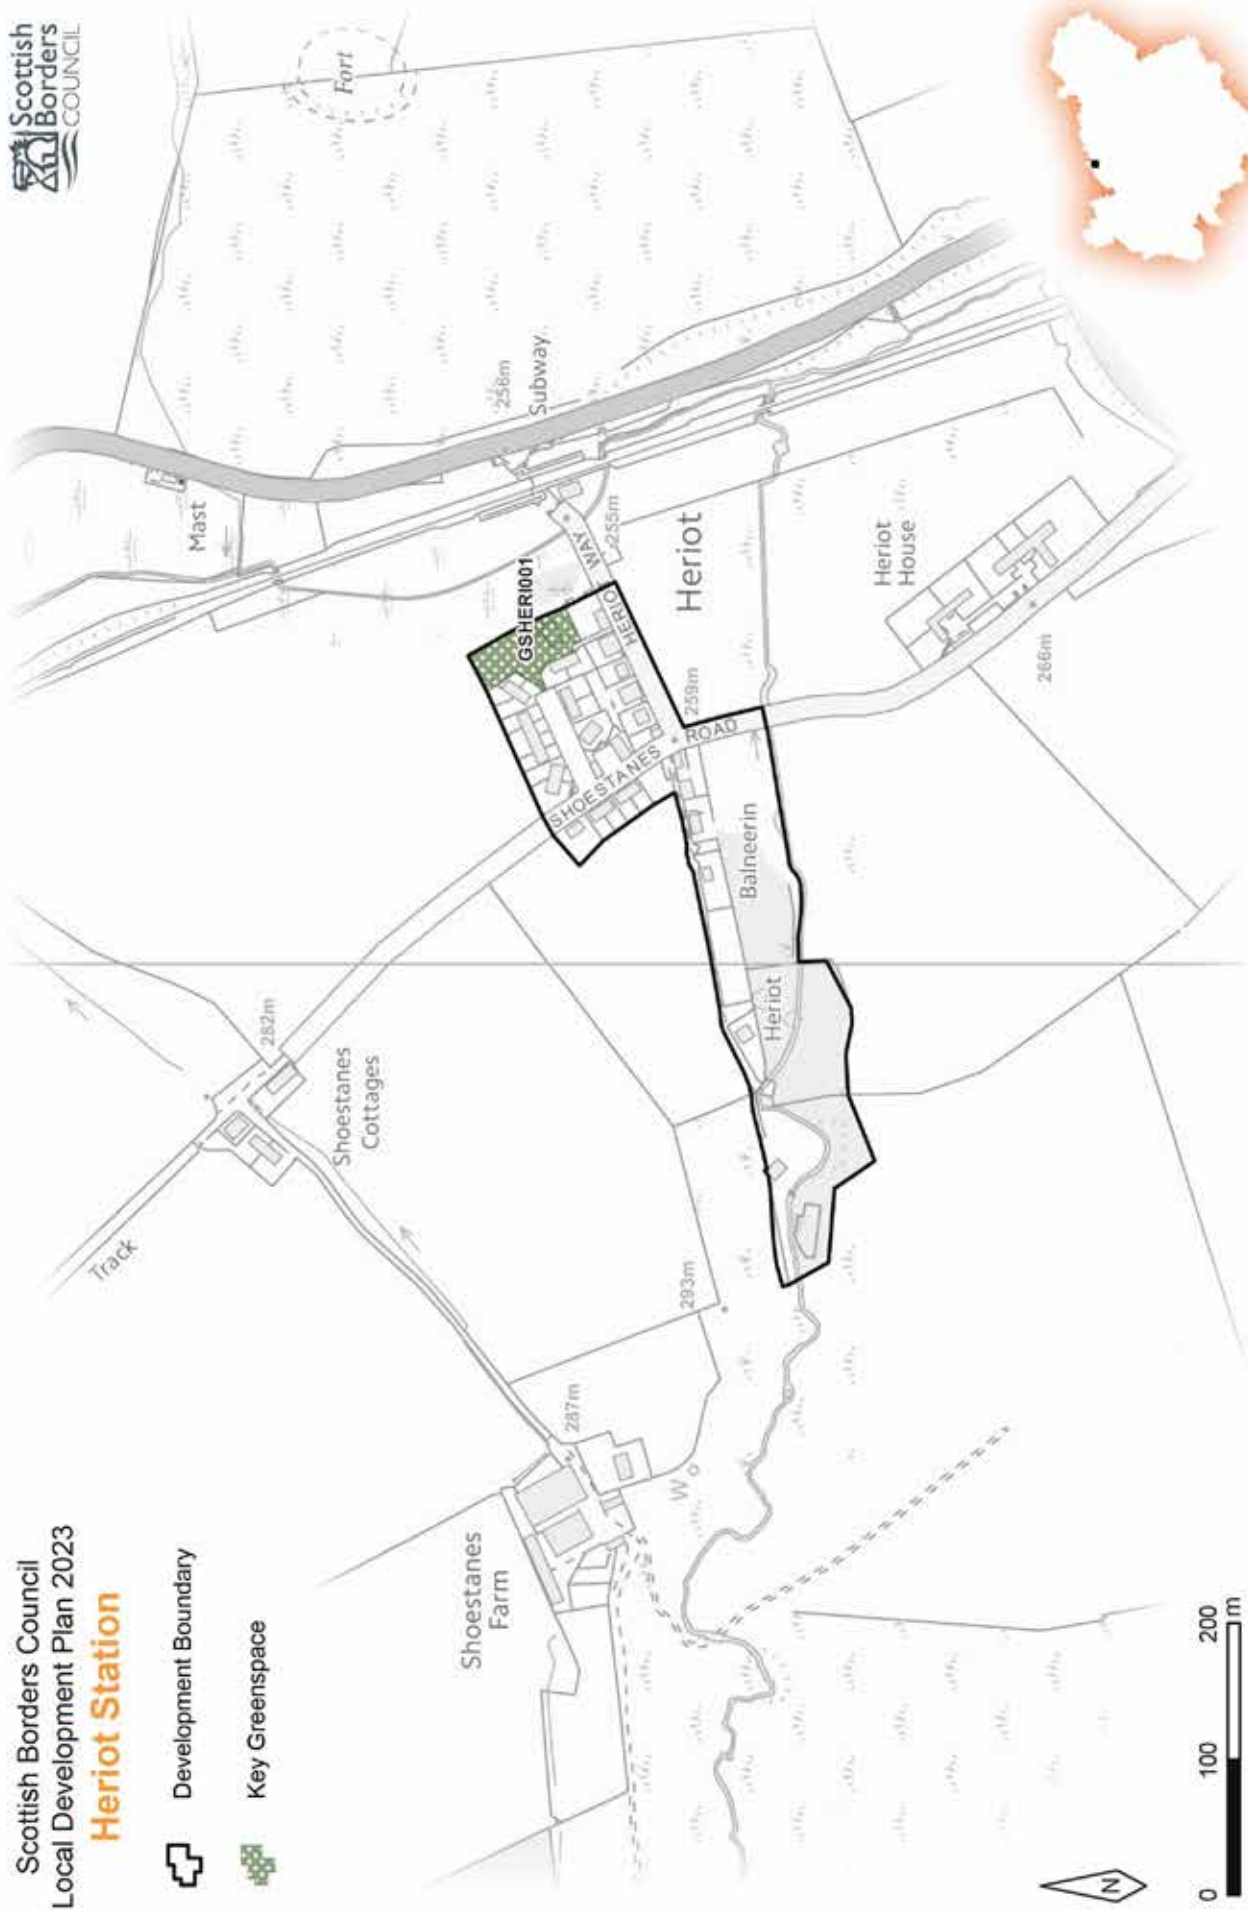 Scottish Borders Council
Local Development Plan 2023
Heriot Station
Development Boundary
Key Greenspace
Scottish
Borders
COUNCIL
Fort
Mast
256m
Subway
Track
282m
Shoestanes
Cottages
GSHERI001
HERIO
WAY
255m
Heriot
SHOESTANES
ROAD
259m
Heriot
House
266m
Balneerin
Heriot
293m
287m
Shoestanes
Farm
W
N
0 100 200
m